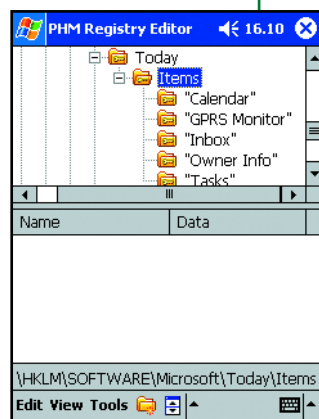 PHM Registry Editor 16.10
Today
Items
"Calendar"
"GPRS Monitor"
"Inbox"
"Owner Info"
"Tasks"
Name Data
\HKLM\SOFTWARE\Microsoft\Today\Items
Edit View Tools